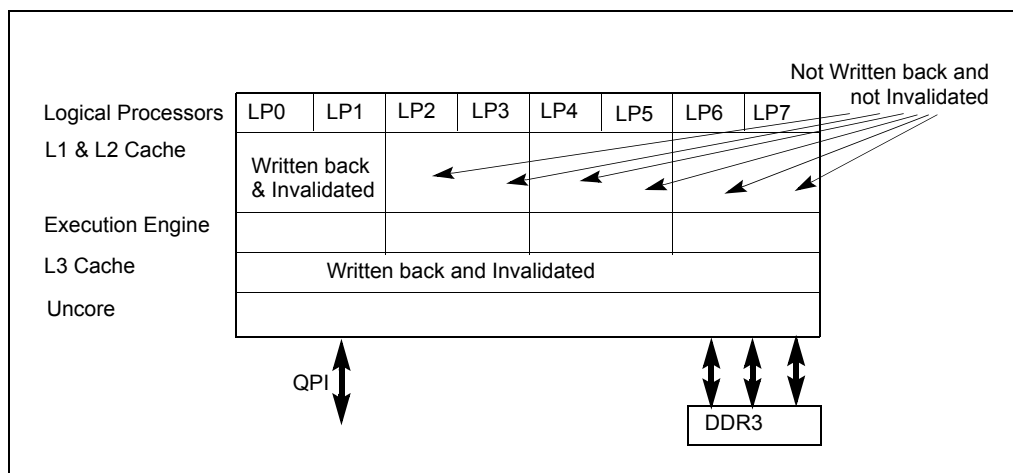 Not Written back and
not Invalidated
Logical Processors LP0 LP1 LP2 LP3 LP4 LP5 LP6 LP7
L1 & L2 Cache
Written back
& Invalidated
Execution Engine
L3 Cache Written back and Invalidated
Uncore
QPI
DDR3